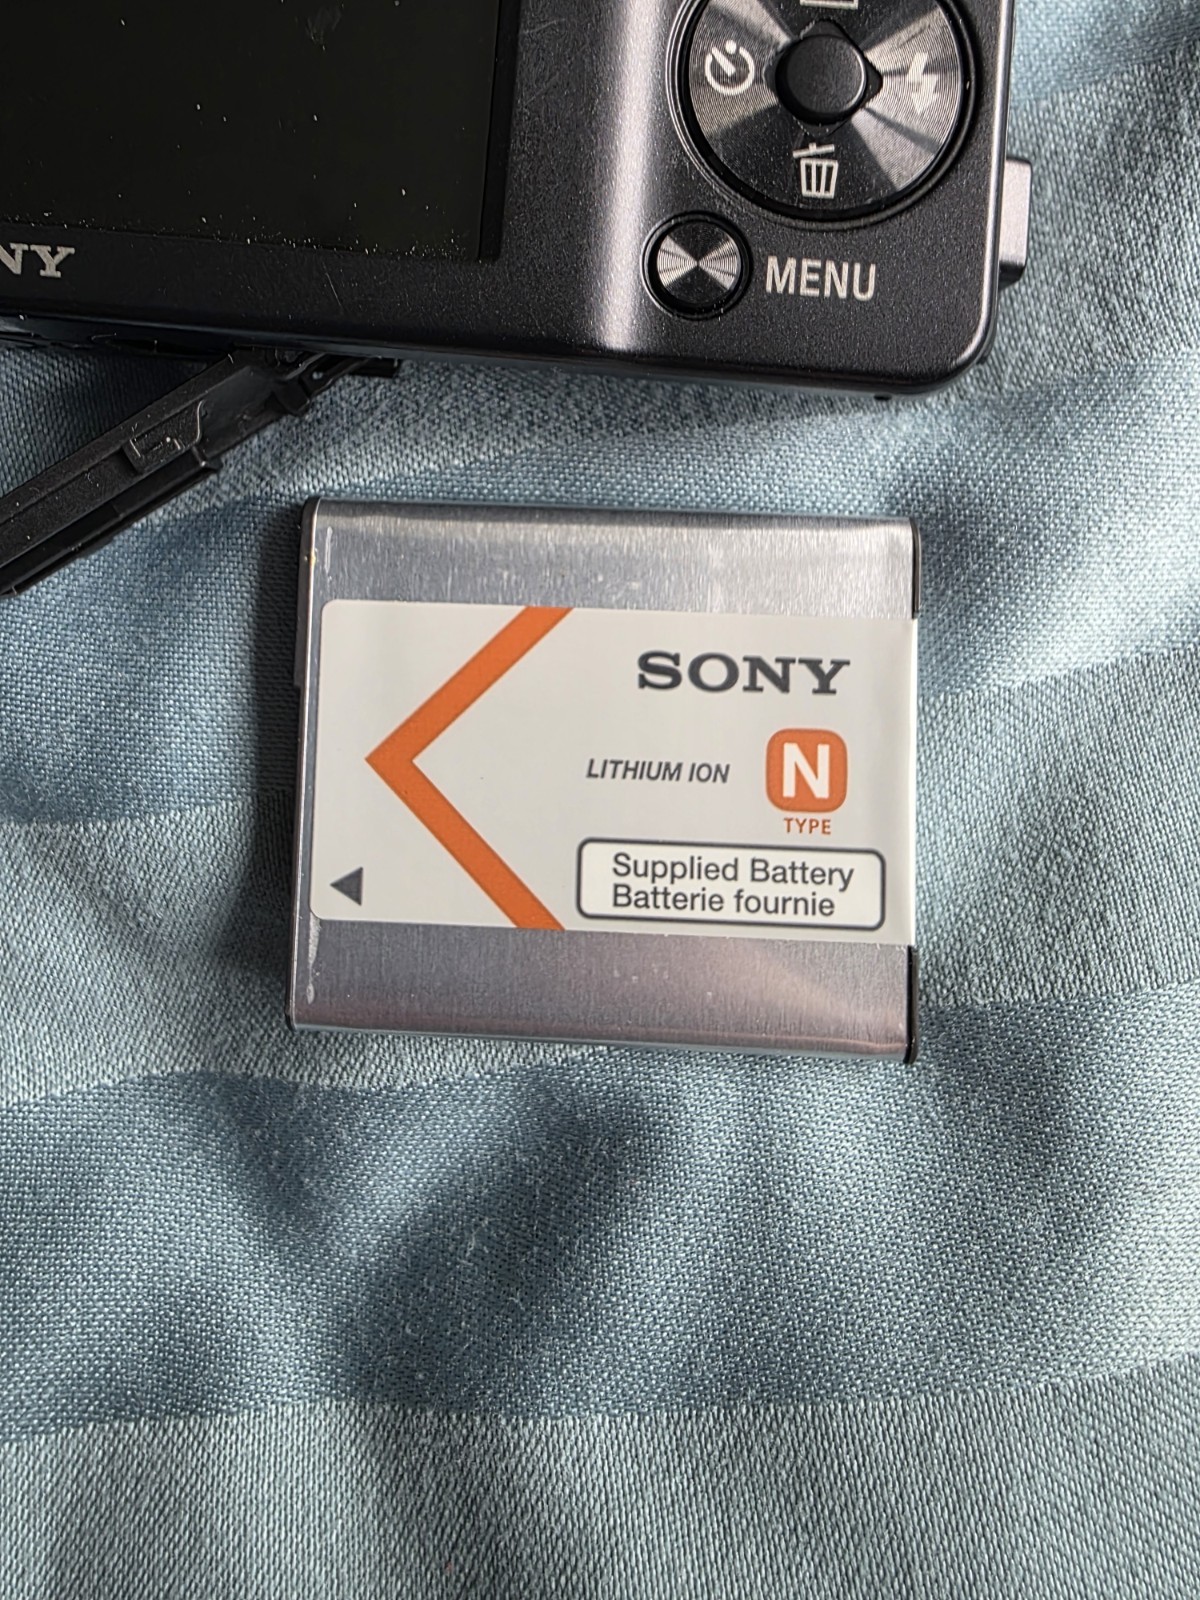 NY
MENU
SONY
LITHIUM ION
N
TYPE
Supplied Battery
Batterie fournie